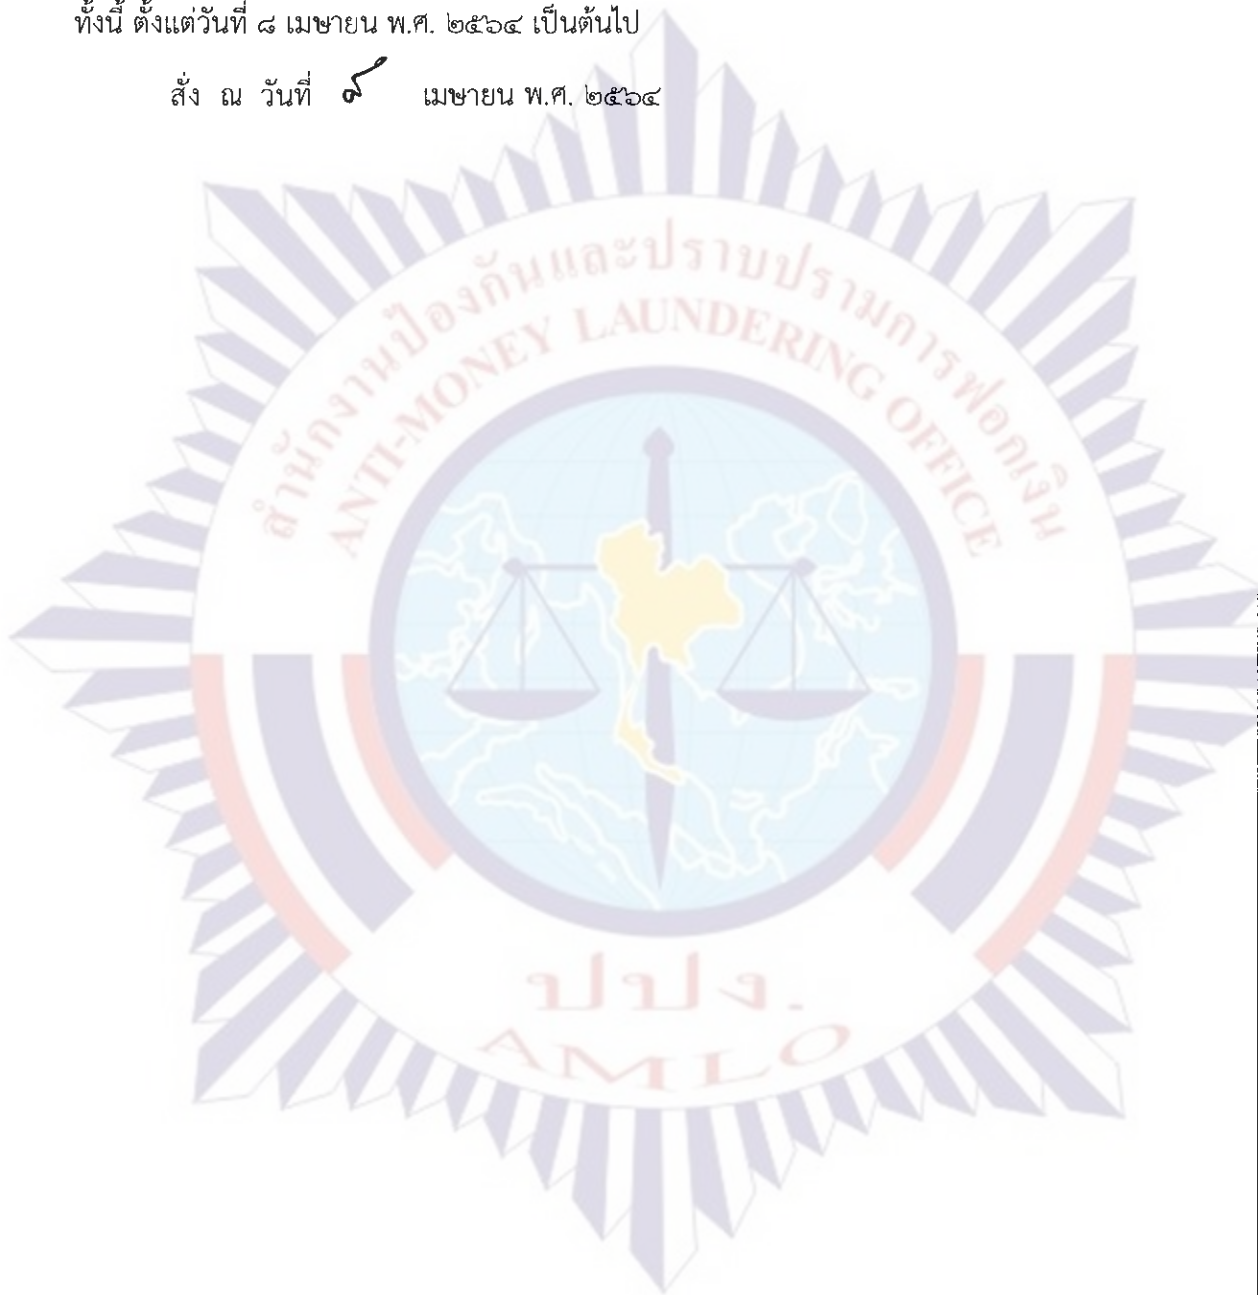 ทั้งนี้ ตั้งแต่วันที่ ๘ เมษายน พ.ศ. ๒๕๖๔ เป็นต้นไป
สั่ง ณ วันที่ ๘ เมษายน พ.ศ. ๒๕๖๔
สำนักงานป้องกันและปราบปรามการฟอกเงิน
ANTI-MONEY LAUNDERING OFFICE
ปปง.
AMLO